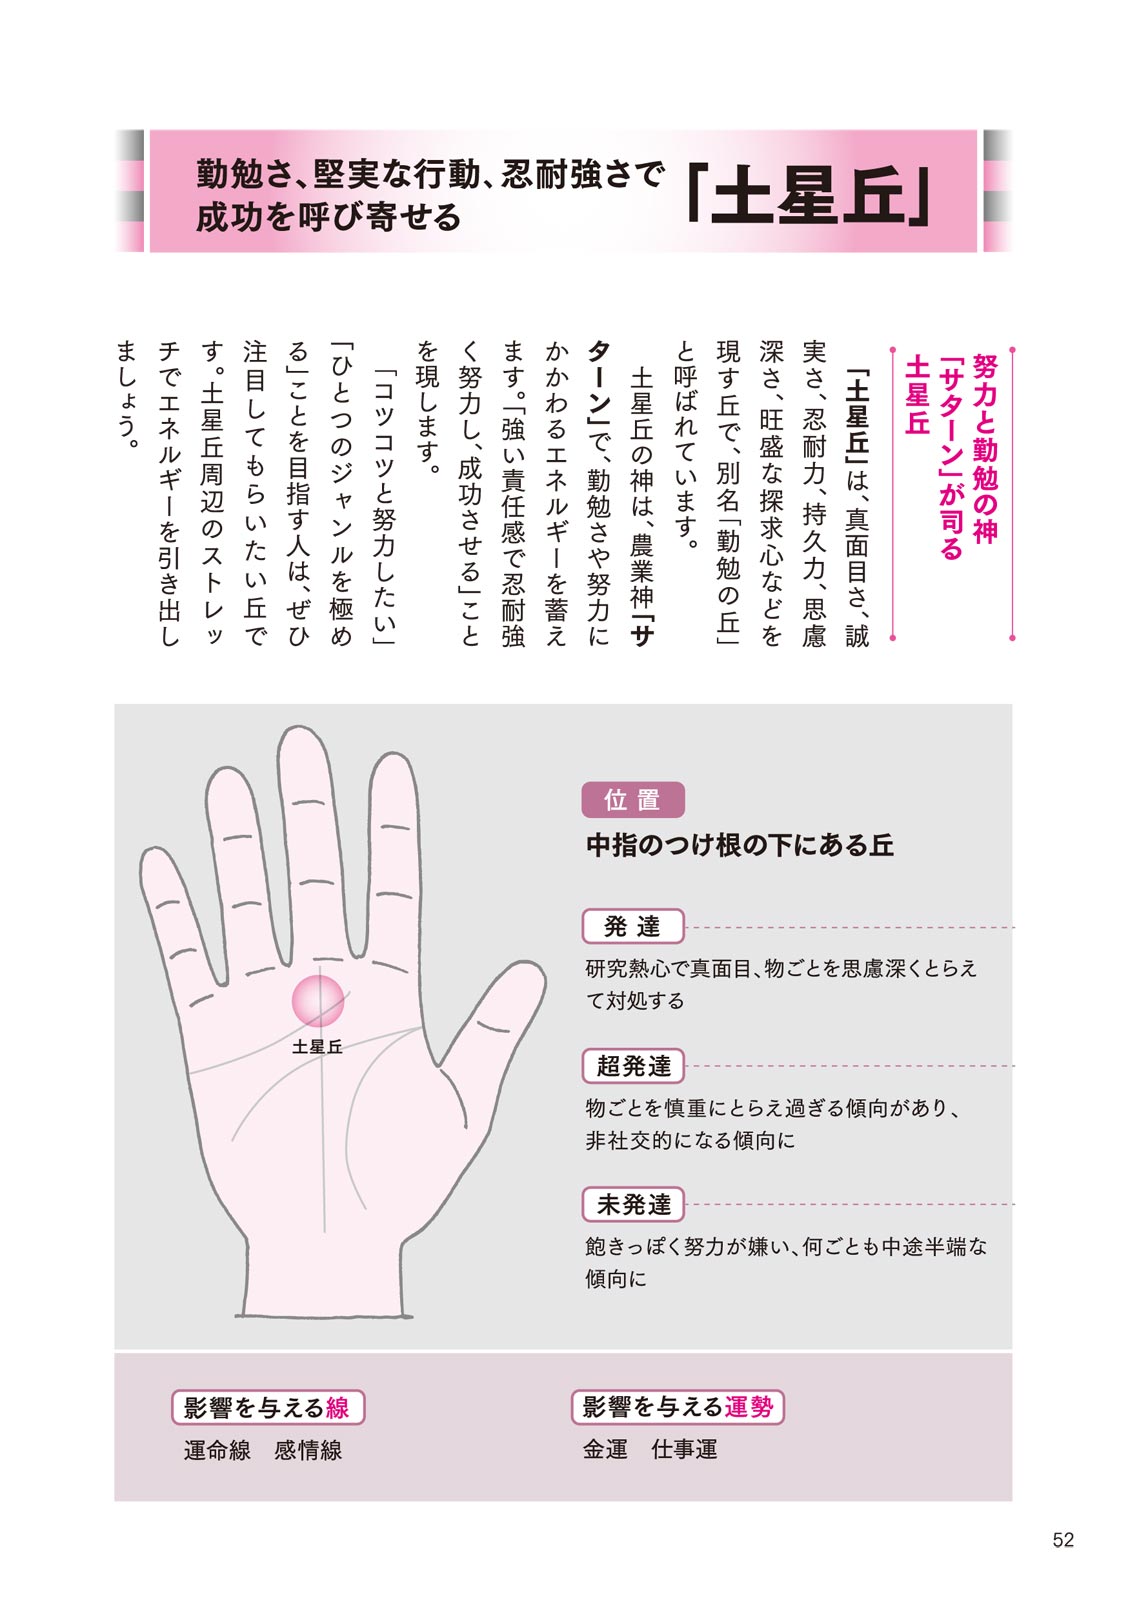 勤勉さ、堅実な行動、忍耐強さで
成功を呼び寄せる
「土星丘」
努力と勤勉の神
「サターン」が司る
土星丘
「土星丘」は、真面目さ、誠
実さ、忍耐力、持久力、思慮
深さ、旺盛な探求心などを
現す丘で、別名「勤勉の丘」
と呼ばれています。
土星丘の神は、農業神「サ
ターン」で、勤勉さや努力に
かかわるエネルギーを蓄え
ます。「強い責任感で忍耐強
く努力し、成功させる」こと
を現します。
「コツコツと努力したい」
「ひとつのジャンルを極め
る」ことを目指す人は、ぜひ
注目してもらいたい丘で
す。土星丘周辺のストレッ
チでエネルギーを引き出し
ましょう。
土星丘
位置
中指のつけ根の下にある丘
発達
研究熱心で真面目、物ごとを思慮深くとらえ
て対処する
超発達
物ごとを慎重にとらえ過ぎる傾向があり、
非社交的になる傾向に
未発達
飽きっぽく努力が嫌い、何ごとも中途半端な
傾向に
影響を与える線
運命線　感情線
影響を与える運勢
金運　仕事運
52